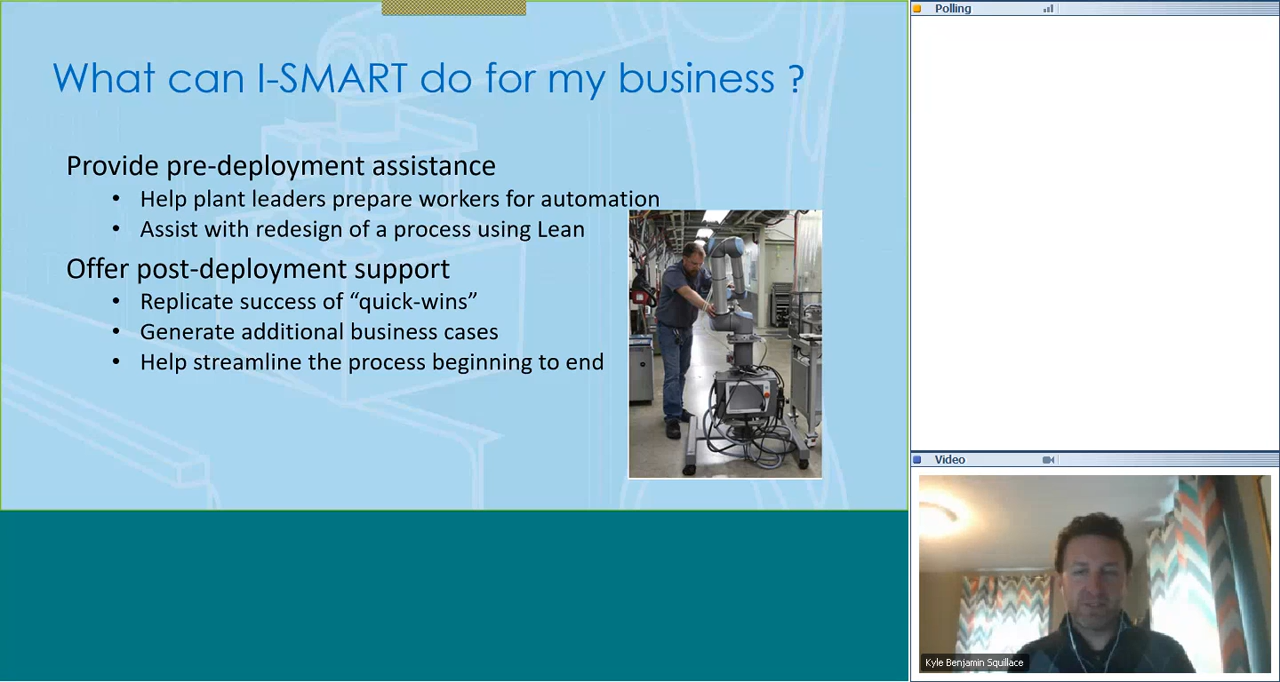 What can I-SMART do for my business ?
Provide pre-deployment assistance
• Help plant leaders prepare workers for automation
• Assist with redesign of a process using Lean
Offer post-deployment support
• Replicate success of “quick-wins”
• Generate additional business cases
• Help streamline the process beginning to end
Polling
Video
Kyle Benjamin Squillace